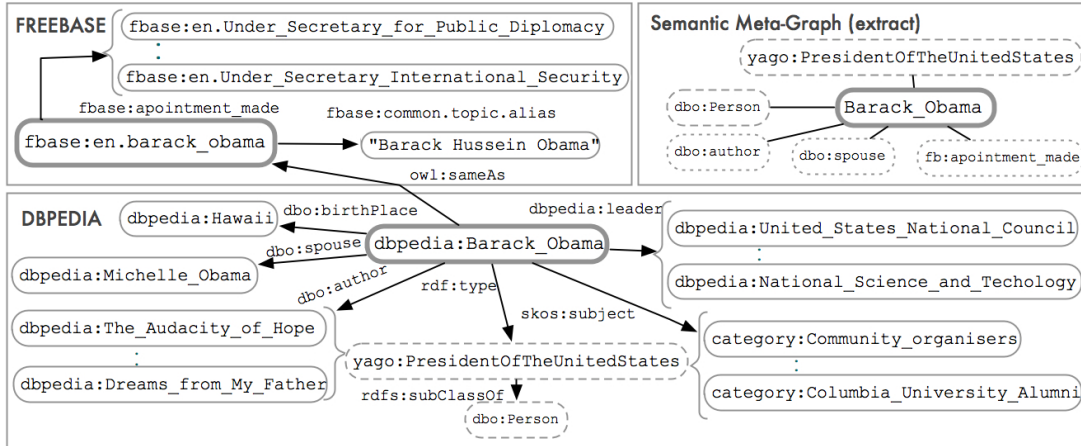 FREEBASE
fbase:en.Under_Secretary_for_Public_Diplomacy
fbase:en.Under_Secretary_International_Security
fbase:apointment_made
fbase:common.topic.alias
fbase:en.barack_obama
"Barack Hussein Obama"
owl:sameAs
Semantic Meta-Graph (extract)
yago:PresidentOfTheUnitedStates
dbo:Person
Barack_Obama
dbo:author
dbo:spouse
fb:apointment_made
DBPEDIA
dbpedia:Hawaii
dbo:birthPlace
dbpedia:leader
dbpedia:United_States_National_Council
dbo:spouse
dbpedia:Barack_Obama
dbpedia:Michelle_Obama
dbpedia:National_Science_and_Techology
dbo:author
rdf:type
skos:subject
dbpedia:The_Audacity_of_Hope
category:Community_organisers
yago:PresidentOfTheUnitedStates
dbpedia:Dreams_from_My_Father
category:Columbia_University_Alumni
rdfs:subClassOf
dbo:Person